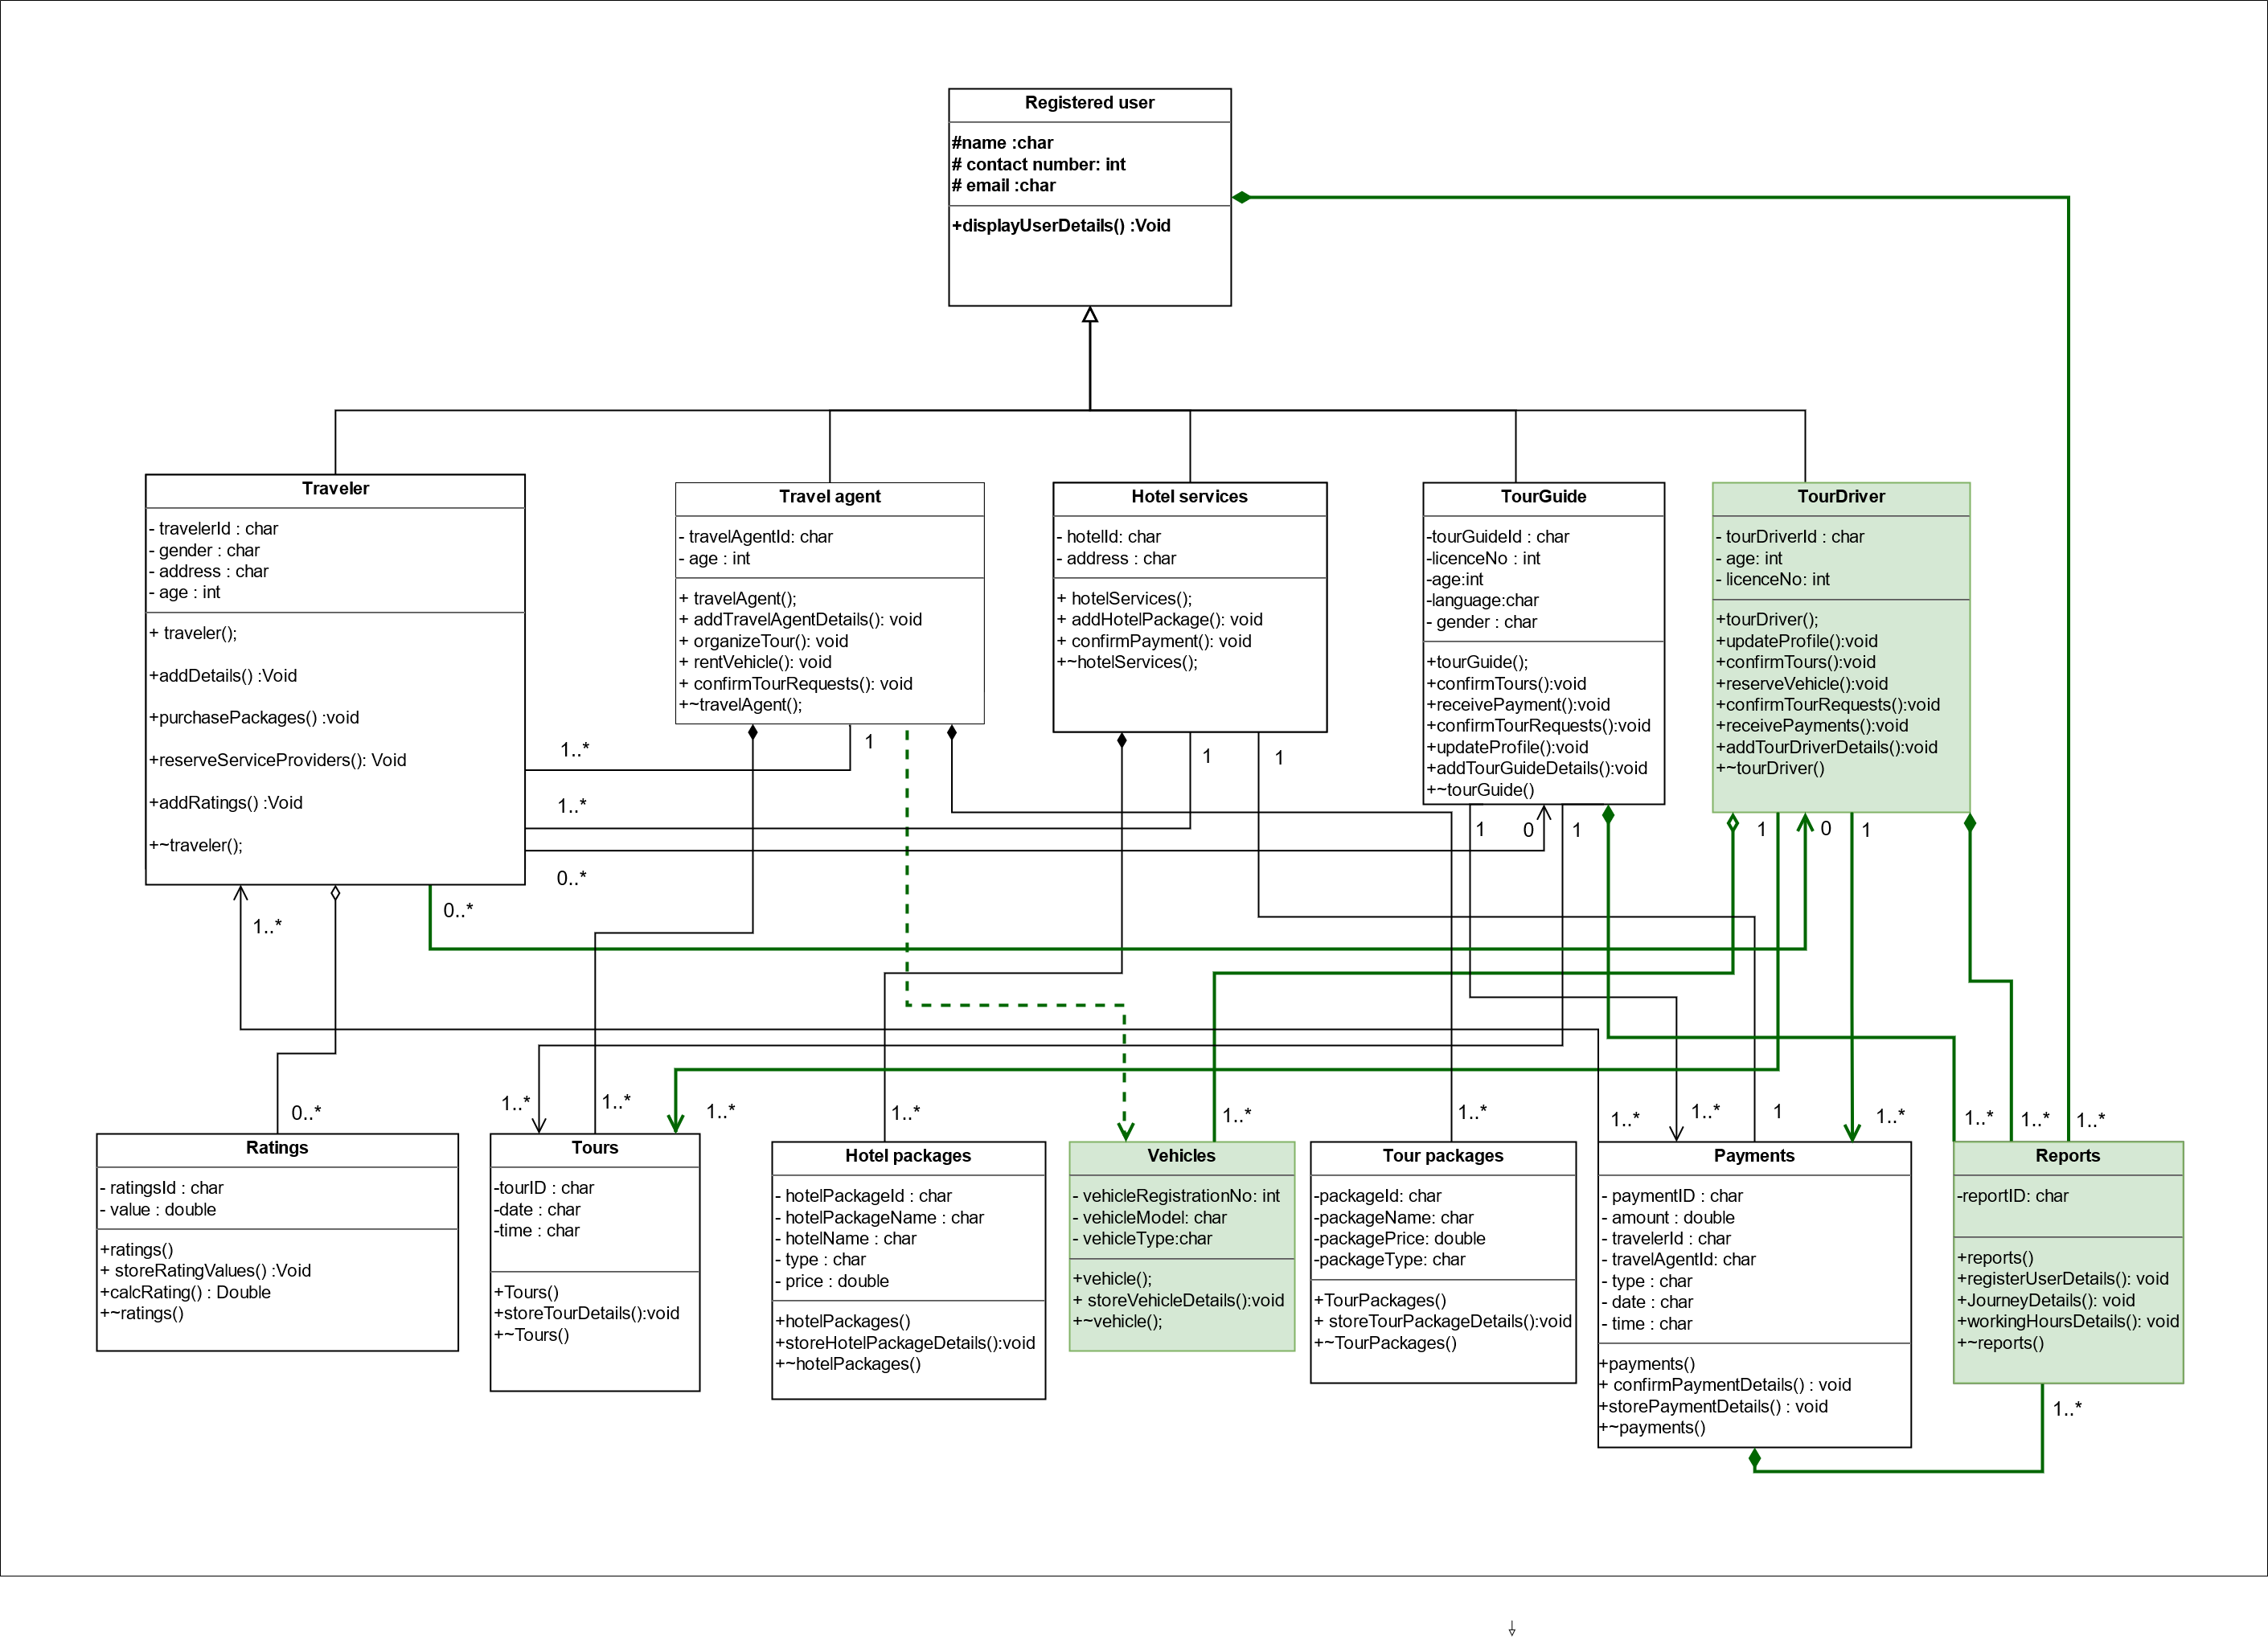 Registered user
#name :char
# contact number: int
# email :char
+displayUserDetails() :Void
Traveler
- travelerId : char
- gender : char
- address : char
- age : int
+ traveler();
+addDetails() :Void
+purchasePackages() :void
+reserveServiceProviders(): Void
+addRatings() :Void
+~traveler();
Travel agent
- travelAgentId: char
- age : int
+ travelAgent();
+ addTravelAgentDetails(): void
+ organizeTour(): void
+ rentVehicle(): void
+ confirmTourRequests(): void
+~travelAgent();
Hotel services
- hotelId: char
- address : char
+ hotelServices();
+ addHotelPackage(): void
+ confirmPayment(): void
+~hotelServices();
TourGuide
-tourGuideId : char
-licenceNo : int
-age:int
-language:char
- gender : char
+tourGuide();
+confirmTours():void
+receivePayment():void
+confirmTourRequests():void
+updateProfile():void
+addTourGuideDetails():void
+~tourGuide()
TourDriver
- tourDriverId : char
- age: int
- licenceNo: int
+tourDriver();
+updateProfile():void
+confirmTours():void
+reserveVehicle():void
+confirmTourRequests():void
+receivePayments():void
+addTourDriverDetails():void
+~tourDriver()
1..*
1
1
1
1..*
1
0
1
1
0
1
0..*
0..*
1..*
0..*
1..*
1..*
1..*
1..*
1..*
1..*
1..*
1..*
1
1..*
1..*
1..*
1..*
Ratings
- ratingsId : char
- value : double
+ratings()
+ storeRatingValues() :Void
+calcRating() : Double
+~ratings()
Tours
-tourID : char
-date : char
-time : char
+Tours()
+storeTourDetails():void
+~Tours()
Hotel packages
- hotelPackageId : char
- hotelPackageName : char
- hotelName : char
- type : char
- price : double
+hotelPackages()
+storeHotelPackageDetails():void
+~hotelPackages()
Vehicles
- vehicleRegistrationNo: int
- vehicleModel: char
- vehicleType:char
+vehicle();
+ storeVehicleDetails():void
+~vehicle();
Tour packages
-packageId: char
-packageName: char
-packagePrice: double
-packageType: char
+TourPackages()
+ storeTourPackageDetails():void
+~TourPackages()
Payments
- paymentID : char
- amount : double
- travelerId : char
- travelAgentId: char
- type : char
- date : char
- time : char
+payments()
+ confirmPaymentDetails() : void
+storePaymentDetails() : void
+~payments()
Reports
-reportID: char
+reports()
+registerUserDetails(): void
+JourneyDetails(): void
+workingHoursDetails(): void
+~reports()
1..*